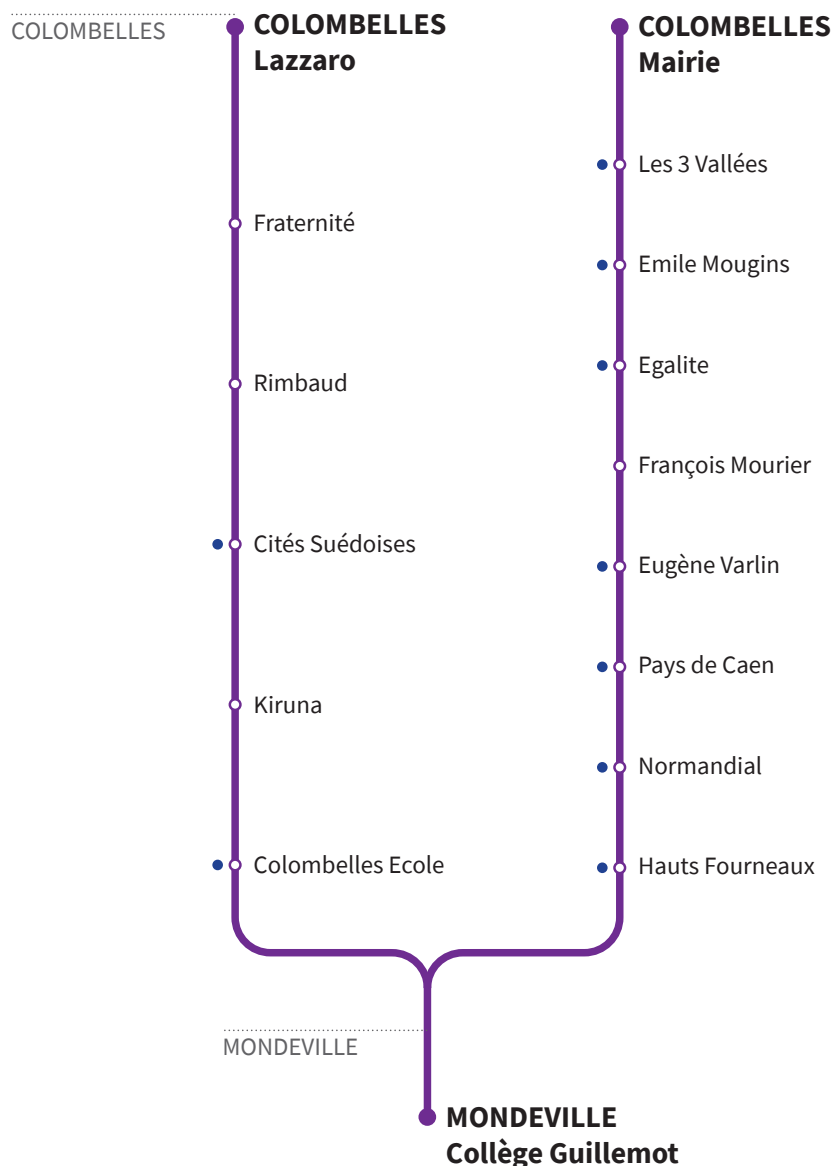 COLOMBELLES
COLOMBELLES
Lazzaro
Fraternité
Rimbaud
Cités Suédoises
Kiruna
Colombelles Ecole
COLOMBELLES
Mairie
Les 3 Vallées
Emile Mougins
Egalite
François Mourier
Eugène Varlin
Pays de Caen
Normandial
Hauts Fourneaux
MONDEVILLE
MONDEVILLE
Collège Guillemot